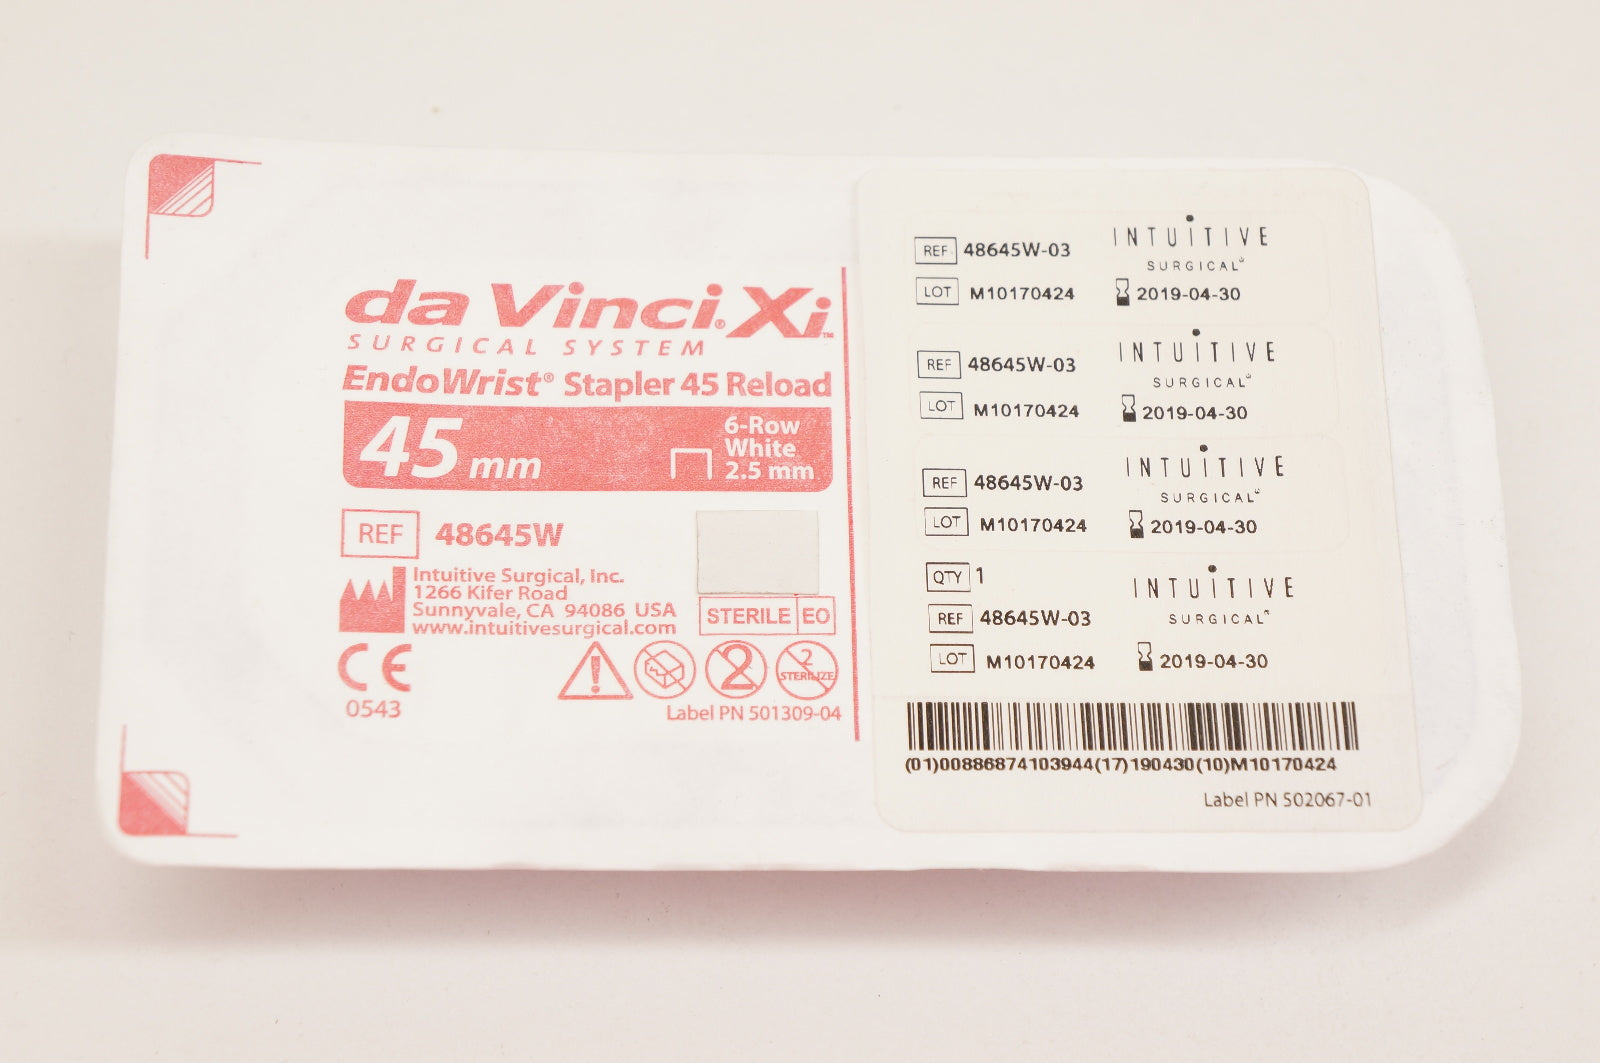 da Vinci® Xi™
SURGICAL SYSTEM
EndoWrist® Stapler 45 Reload
45 mm
6-Row
White
2.5 mm
REF 48645W
Intuitive Surgical, Inc.
1266 Kifer Road
Sunnyvale, CA 94086 USA
www.intuitivesurgical.com
STERILE EO
CE
0543
2
2
STERILIZE
Label PN 501309-04
REF 48645W-03
INTUITIVE
SURGICAL®
LOT M10170424
2019-04-30
REF 48645W-03
INTUITIVE
SURGICAL®
LOT M10170424
2019-04-30
REF 48645W-03
INTUITIVE
SURGICAL®
LOT M10170424
2019-04-30
QTY 1
INTUITIVE
SURGICAL®
REF 48645W-03
LOT M10170424
2019-04-30
(01)00886874103944(17)190430(10)M10170424
Label PN 502067-01